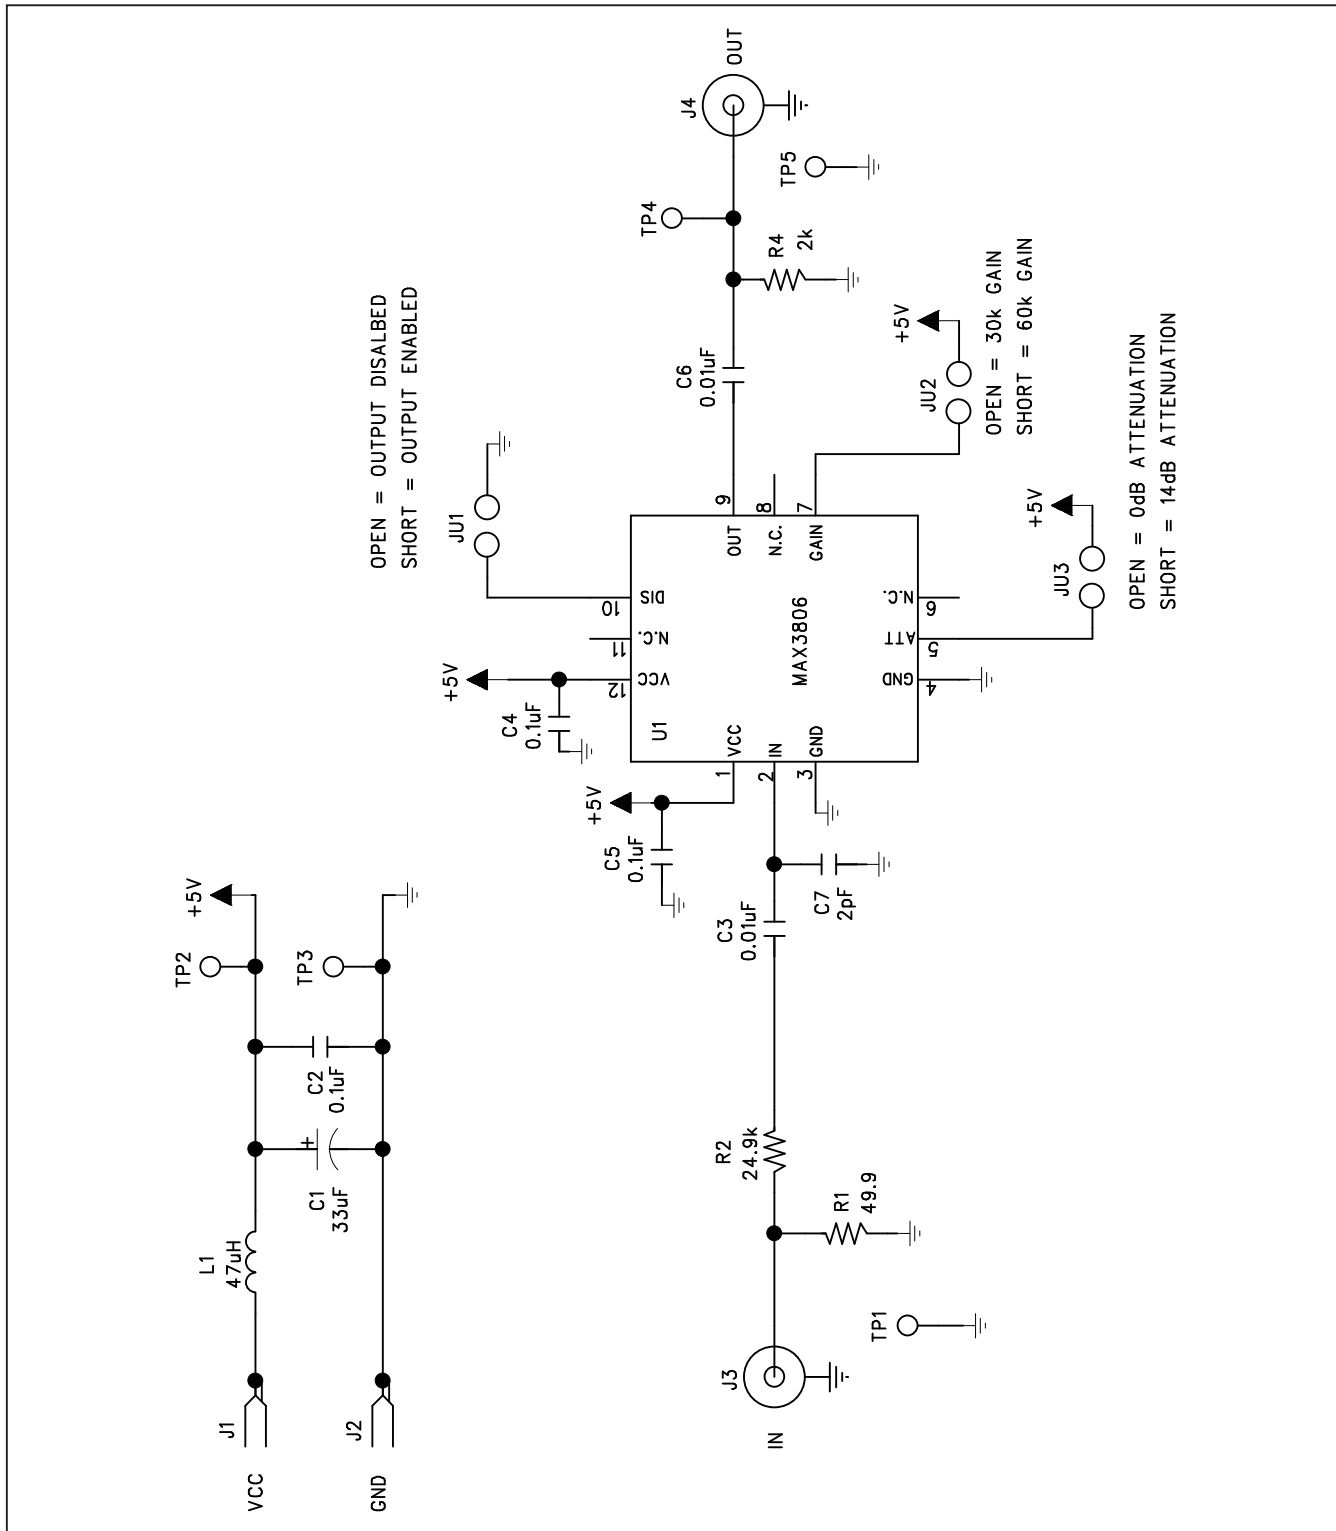 VCC
J1
L1
47uH
C1
33uF
+
C2
0.1uF
TP2
+5V
GND
J2
TP3
OPEN = OUTPUT DISALBED
SHORT = OUTPUT ENABLED
JU1
+5V
C4
0.1uF
+5V
C5
0.1uF
IN
J3
TP1
R1
49.9
R2
24.9k
C3
0.01uF
C7
2pF
U1
MAX3806
1
VCC
2
IN
3
GND
4
GND
5
ATT
6
N.C.
7
GAIN
8
N.C.
9
OUT
10
DIS
11
N.C.
12
VCC
C6
0.01uF
R4
2k
TP4
TP5
J4
OUT
+5V
JU2
OPEN = 30k GAIN
SHORT = 60k GAIN
+5V
JU3
OPEN = 0dB ATTENUATION
SHORT = 14dB ATTENUATION